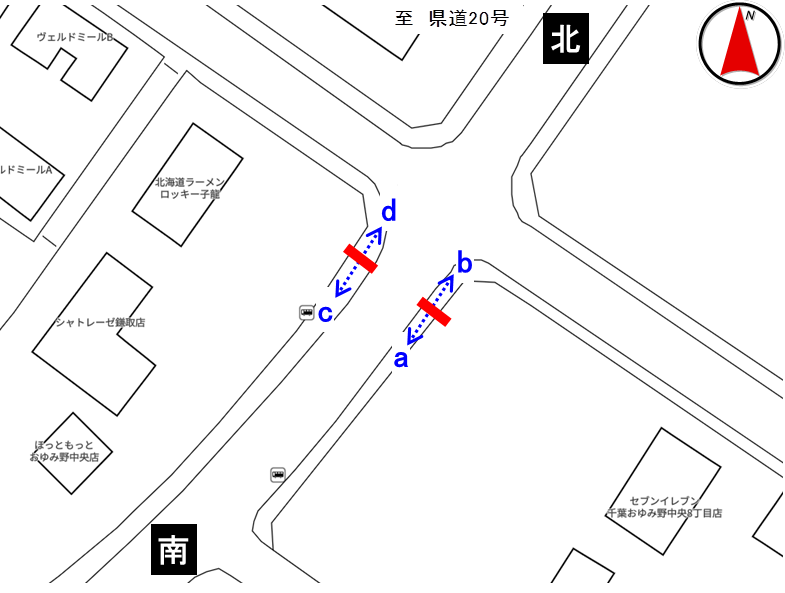 至 県道20号
北
N
ヴェルドミールB
ルドミールA
北海道ラーメン
ロッキー子龍
d
b
c
a
シャトレーゼ鎌取店
ほっともっと
おゆみ野中央店
セブンイレブン
千葉おゆみ野中央8丁目店
南